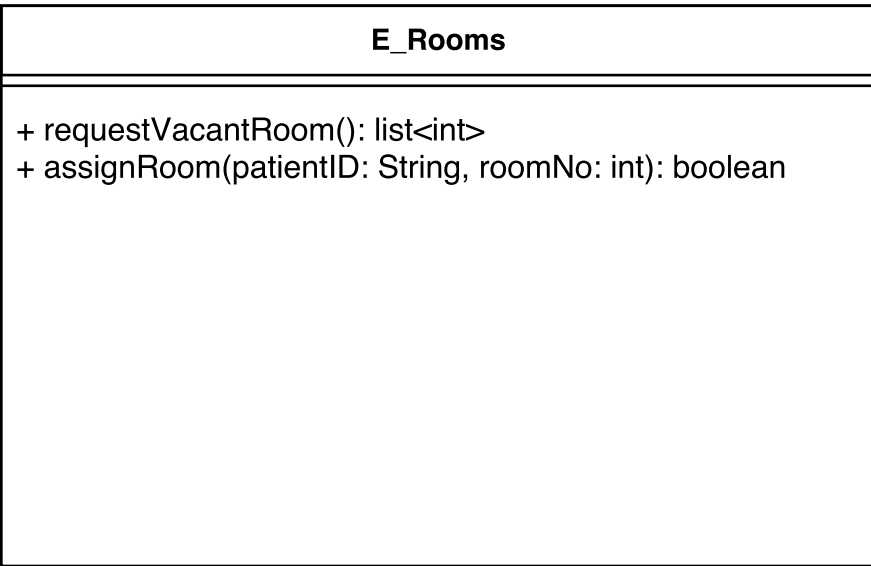 E_Rooms
+ requestVacantRoom(): list<int>
+ assignRoom(patientID: String, roomNo: int): boolean